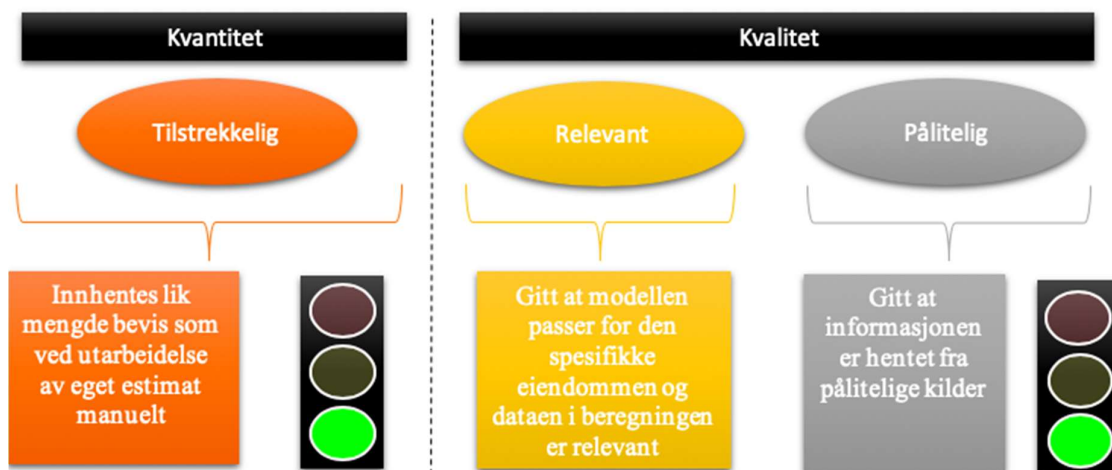 Kvantitet
Kvalitet
Tilstrekkelig
Relevant
Pålitelig
Innhentes lik
mengde bevis som
ved utarbeidelse
av eget estimat
manuelt
Gitt at modellen
passer for den
spesifikke
eiendommen og
dataen i beregningen
er relevant
Gitt at
informasjonen
er hentet fra
pålitelige kilder